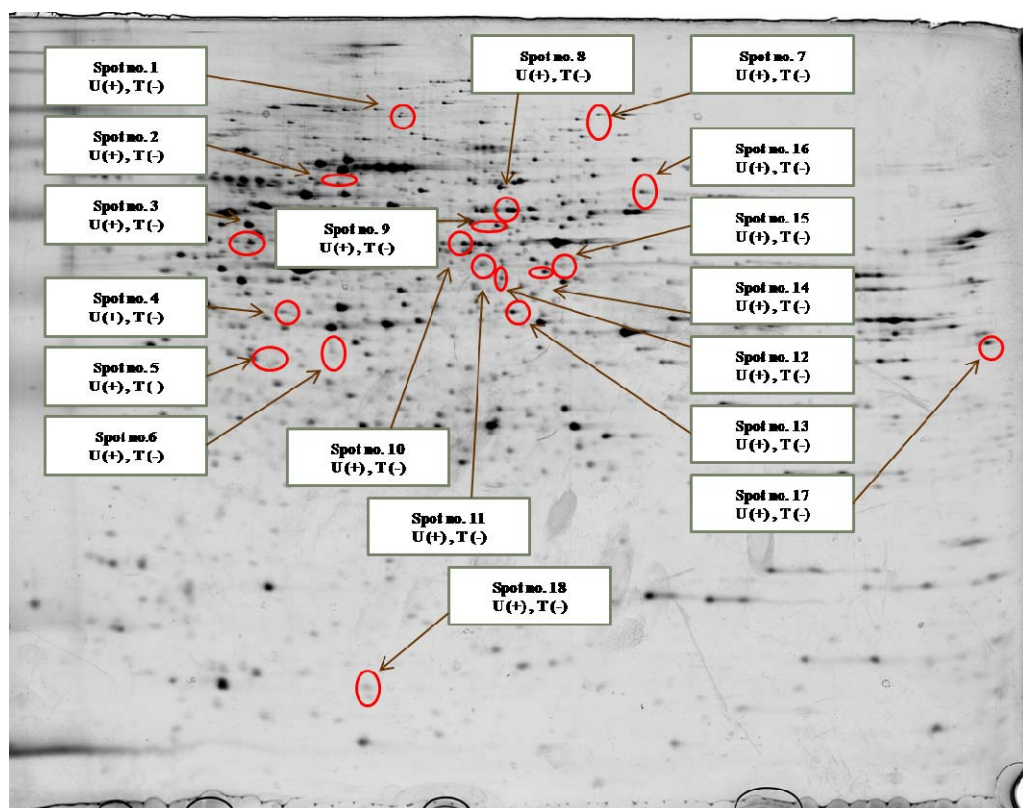 Spot no. 1
U(+), T(-)
Spot no. 2
U(+), T(-)
Spot no. 3
U(+), T(-)
Spot no. 4
U(+), T(-)
Spot no. 5
U(+), T( )
Spot no.6
U(+), T(-)
Spot no. 8
U(+), T(-)
Spot no. 9
U(+), T(-)
Spot no. 10
U(+), T(-)
Spot no. 11
U(+), T(-)
Spot no. 18
U(+), T(-)
Spot no. 7
U(+), T(-)
Spot no. 16
U(+), T(-)
Spot no. 15
U(+), T(-)
Spot no. 14
U(+), T(-)
Spot no. 12
U(+), T(-)
Spot no. 13
U(+), T(-)
Spot no. 17
U(+), T(-)